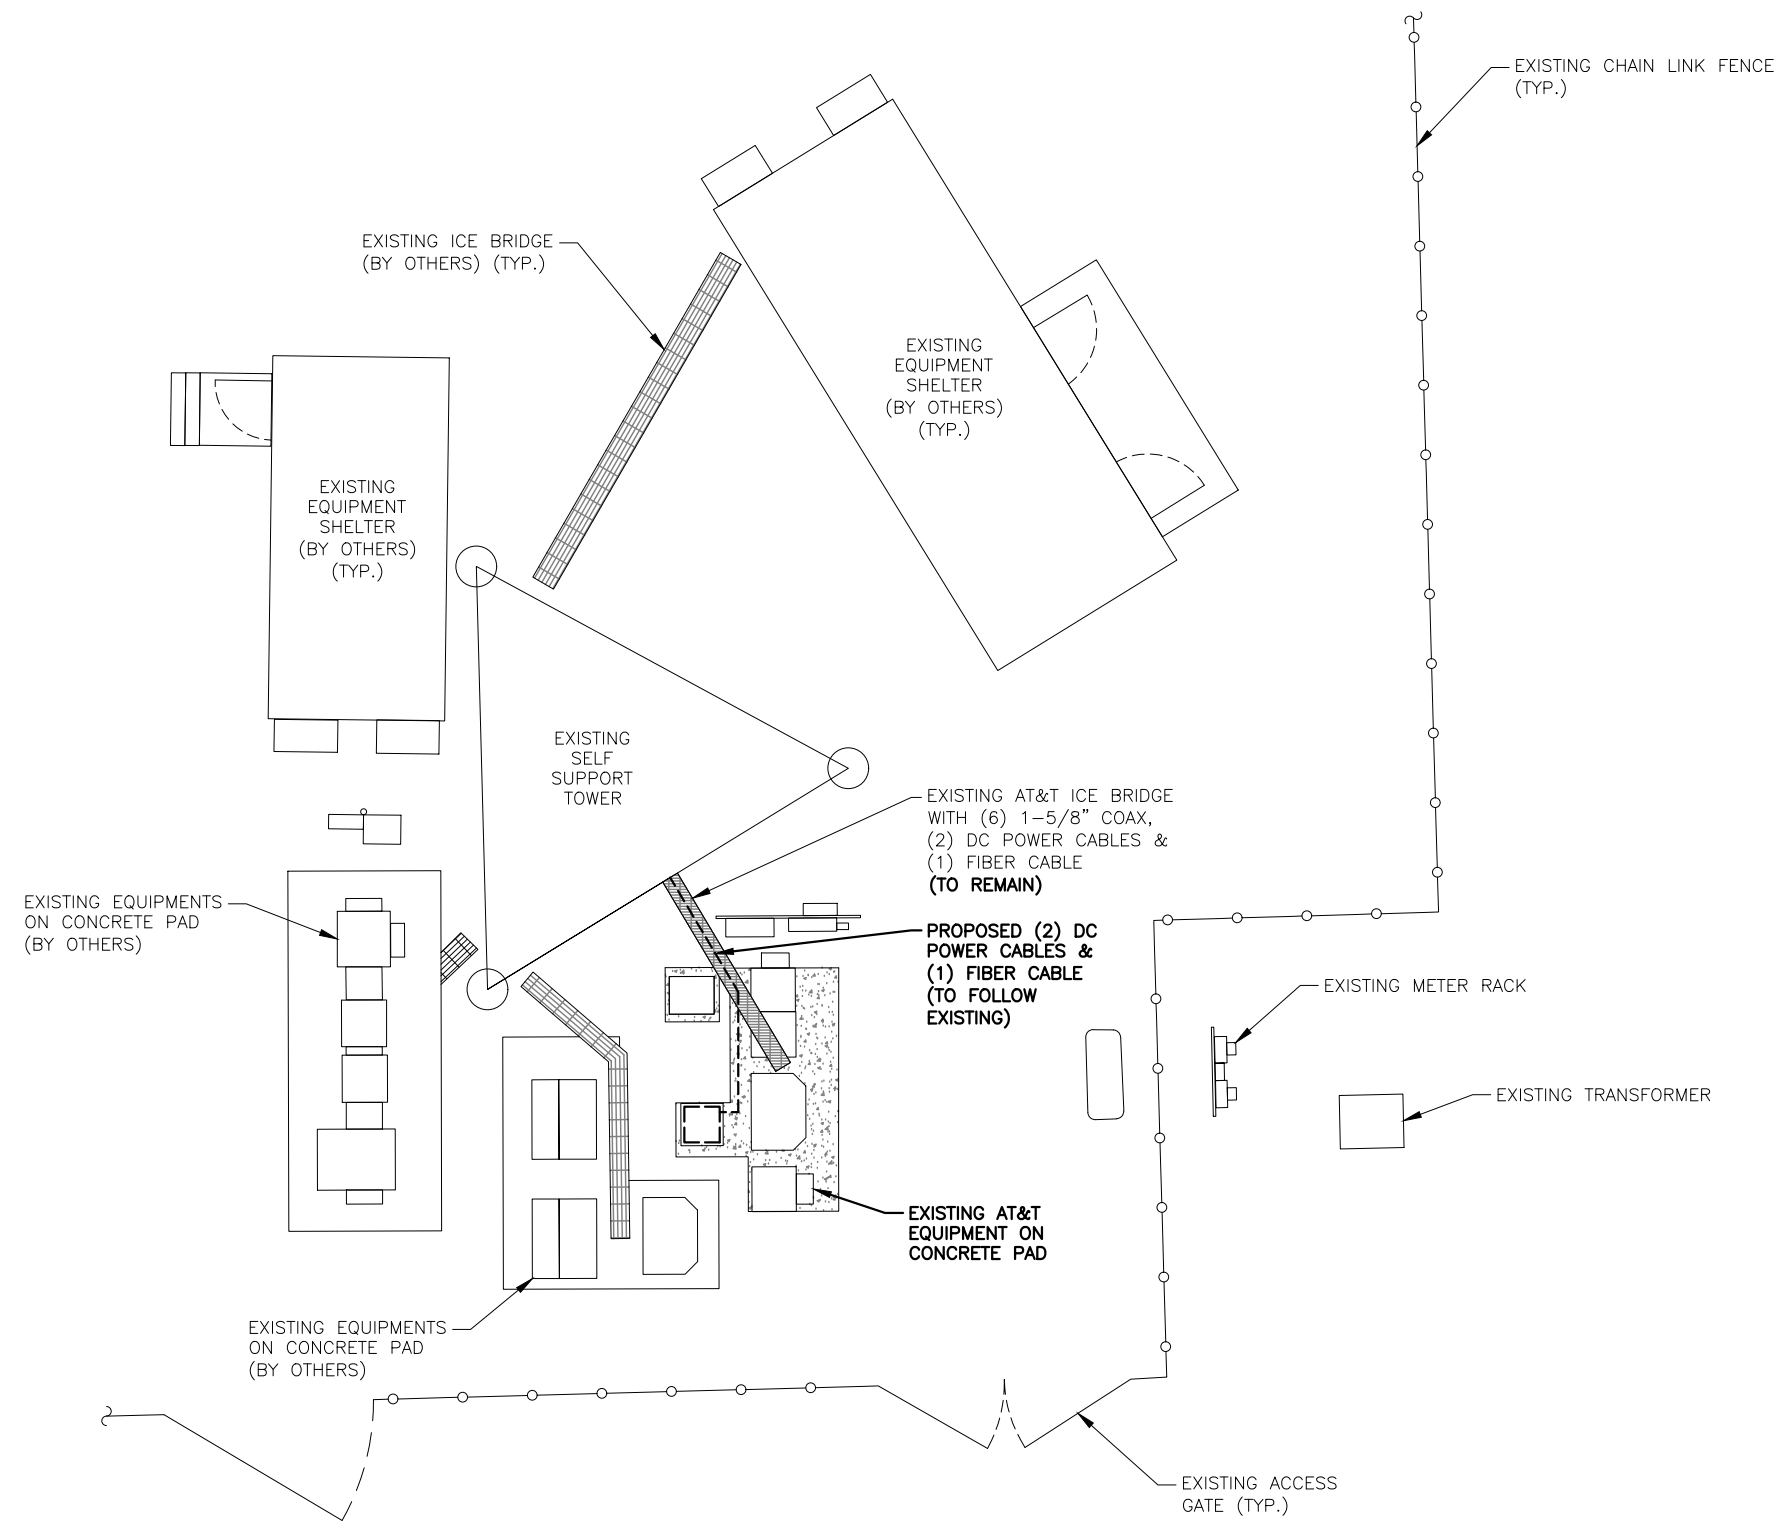 EXISTING CHAIN LINK FENCE
(TYP.)
EXISTING ICE BRIDGE
(BY OTHERS) (TYP.)
EXISTING
EQUIPMENT
SHELTER
(BY OTHERS)
(TYP.)
EXISTING
EQUIPMENT
SHELTER
(BY OTHERS)
(TYP.)
EXISTING
SELF
SUPPORT
TOWER
EXISTING AT&T ICE BRIDGE
WITH (6) 1-5/8" COAX,
(2) DC POWER CABLES &
(1) FIBER CABLE
(TO REMAIN)
EXISTING EQUIPMENTS
ON CONCRETE PAD
(BY OTHERS)
PROPOSED (2) DC
POWER CABLES &
(1) FIBER CABLE
(TO FOLLOW
EXISTING)
EXISTING METER RACK
EXISTING TRANSFORMER
EXISTING AT&T
EQUIPMENT ON
CONCRETE PAD
EXISTING EQUIPMENTS
ON CONCRETE PAD
(BY OTHERS)
EXISTING ACCESS
GATE (TYP.)